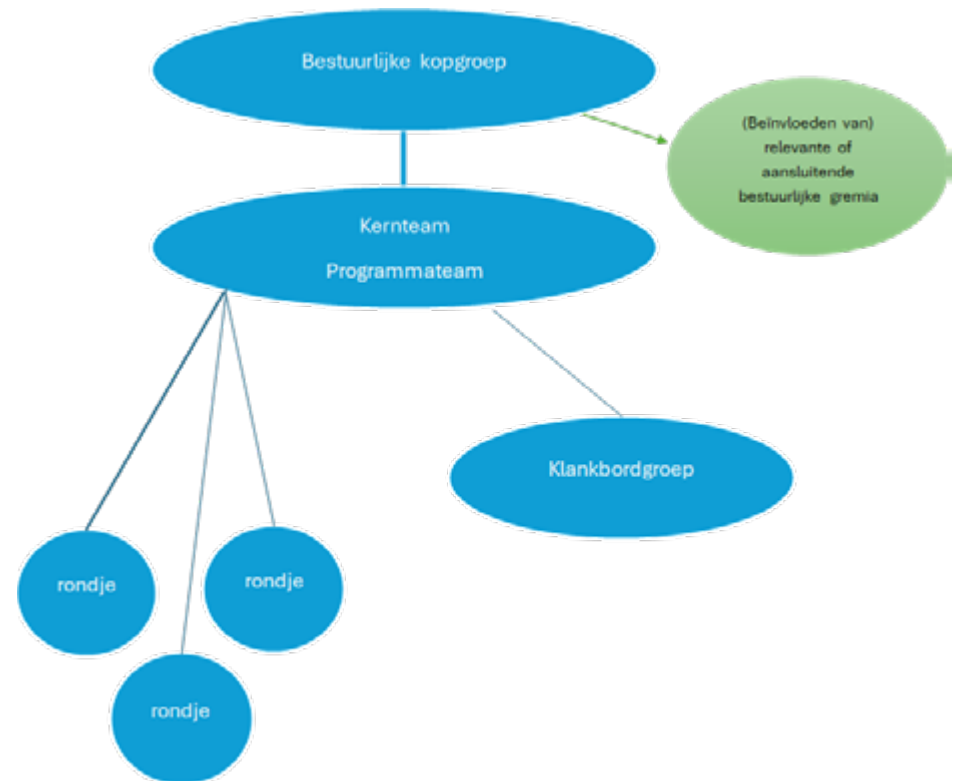 Bestuurlijke kopgroep
(Beïnvloeden van)
relevante of
aansluitende
bestuurlijke gremia
Kernteam
Programmateam
Klankbordgroep
rondje
rondje
rondje